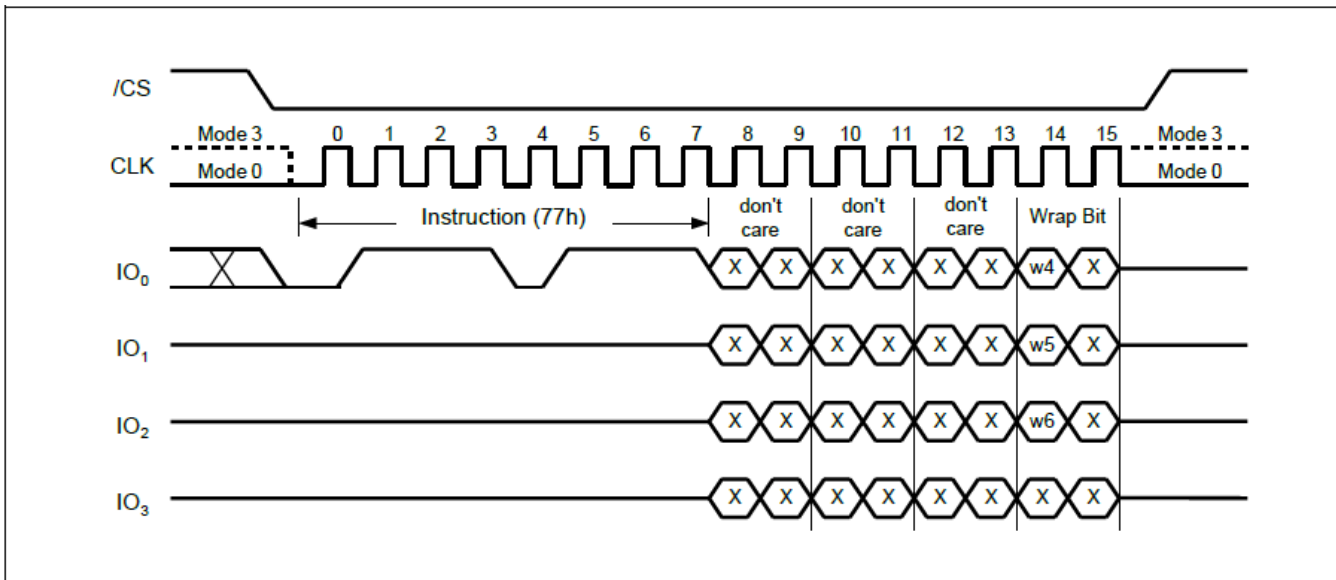 /CS
Mode 3 0 1 2 3 4 5 6 7 8 9 10 11 12 13 14 15 Mode 3
CLK Mode 0 Mode 0
Instruction (77h) don't care don't care don't care Wrap Bit
IO0 X X X X X X w4 X
IO1 X X X X X X w5 X
IO2 X X X X X X w6 X
IO3 X X X X X X X X